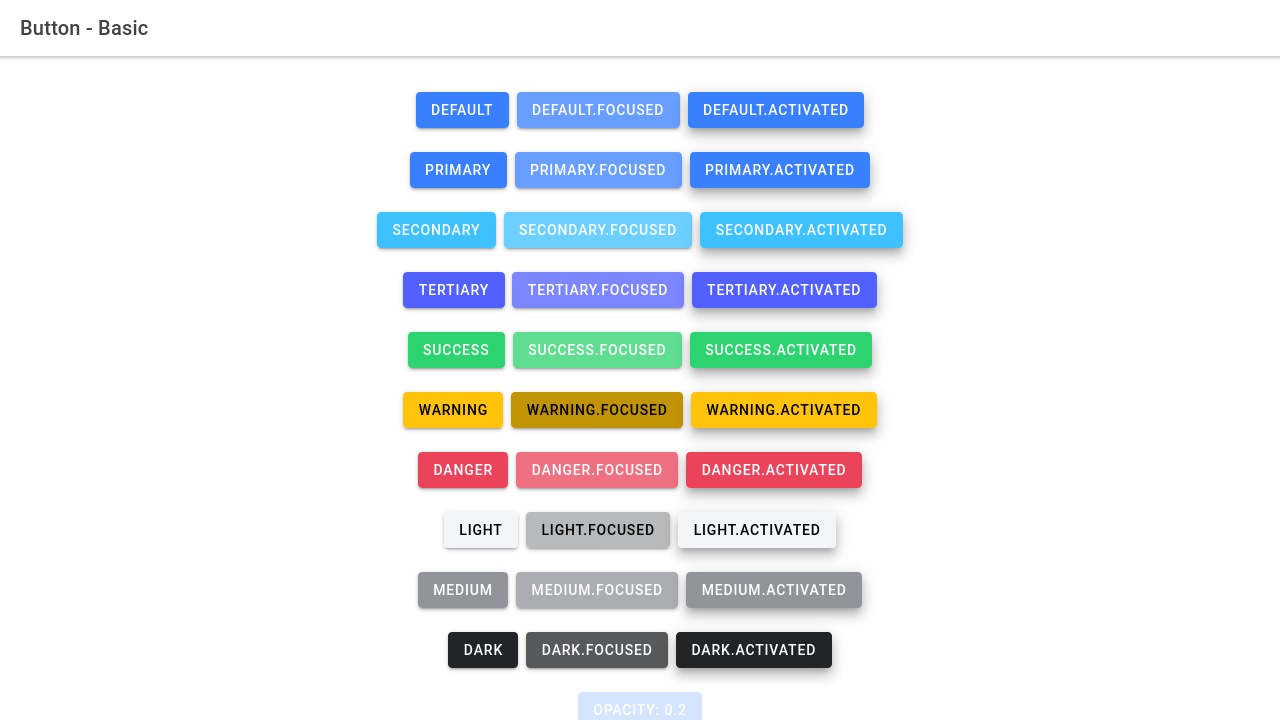 Button - Basic
DEFAULT DEFAULT.FOCUSED DEFAULT.ACTIVATED
PRIMARY PRIMARY.FOCUSED PRIMARY.ACTIVATED
SECONDARY SECONDARY.FOCUSED SECONDARY.ACTIVATED
TERTIARY TERTIARY.FOCUSED TERTIARY.ACTIVATED
SUCCESS SUCCESS.FOCUSED SUCCESS.ACTIVATED
WARNING WARNING.FOCUSED WARNING.ACTIVATED
DANGER DANGER.FOCUSED DANGER.ACTIVATED
LIGHT LIGHT.FOCUSED LIGHT.ACTIVATED
MEDIUM MEDIUM.FOCUSED MEDIUM.ACTIVATED
DARK DARK.FOCUSED DARK.ACTIVATED
OPACITY: 0.2